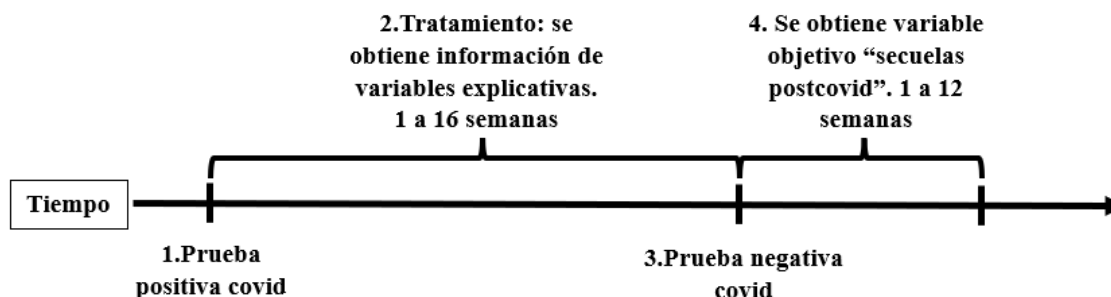 2.Tratamiento: se
obtiene información de
variables explicativas.
1 a 16 semanas
4. Se obtiene variable
objetivo “secuelas
postcovid”. 1 a 12
semanas
Tiempo
1.Prueba
positiva covid
3.Prueba negativa
covid